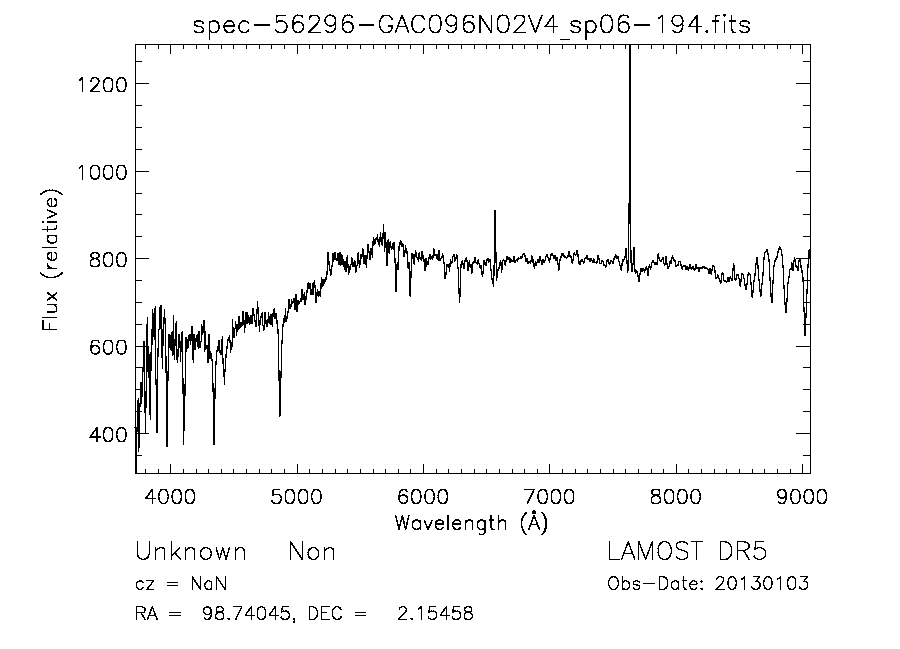 spec-56296-GAC096N02V4_sp06-194.fits
1200
1000
800
600
400
Flux (relative)
4000 5000 6000 7000 8000 9000
Wavelength (Å)
Unknown Non LAMOST DR5
cz = NaN Obs-Date: 20130103
RA = 98.74045, DEC = 2.15458